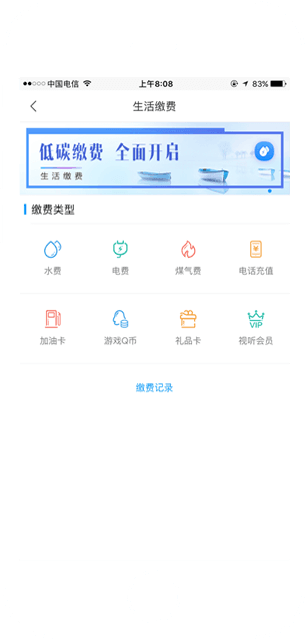 中国电信 上午8:08 83%
生活缴费
低碳缴费 全面开启
生活缴费
缴费类型
水费 电费 煤气费 电话充值
加油卡 游戏Q币 礼品卡 视听会员
VIP
缴费记录